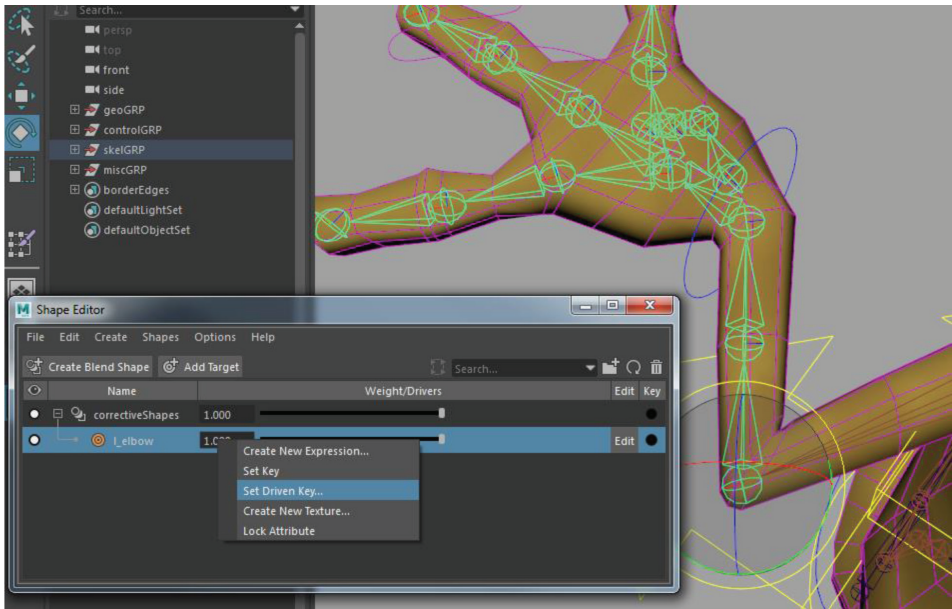 Search...
persp
top
front
side
geoGRP
controlGRP
skelGRP
miscGRP
borderEdges
defaultLightSet
defaultObjectSet
M Shape Editor
File Edit Create Shapes Options Help
Create Blend Shape Add Target Search...
Name Weight/Drivers Edit Key
correctiveShapes 1.000
l_elbow Edit
Create New Expression...
Set Key
Set Driven Key...
Create New Texture...
Lock Attribute